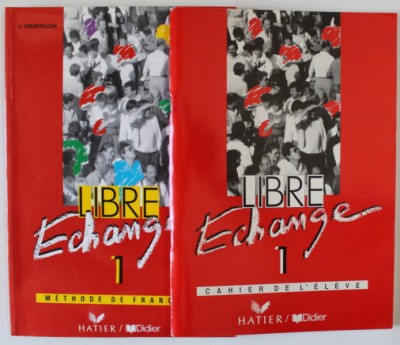 J. COURTILLON
LIBRE
Echange
1
MÉTHODE DE FRANÇ
HATIER / Didier
LIBRE
Echange
1
CAHIER DE L'ÉLÈVE
HATIER / Didier